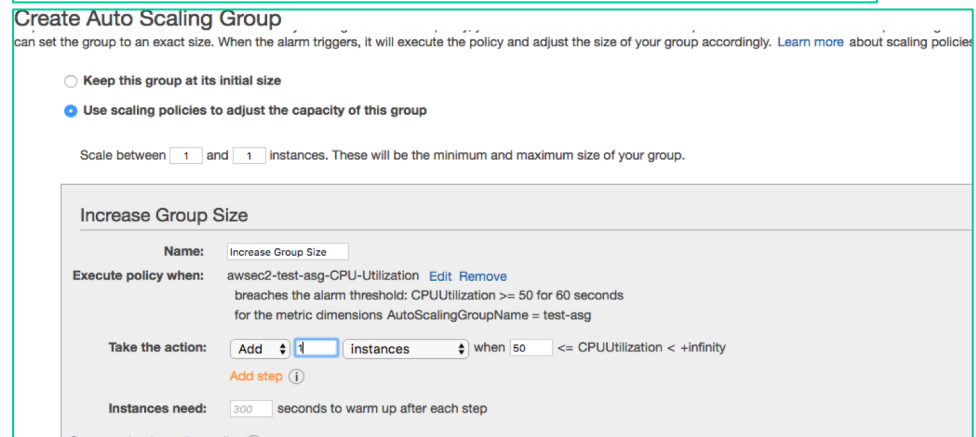 Create Auto Scaling Group
can set the group to an exact size. When the alarm triggers, it will execute the policy and adjust the size of your group accordingly. Learn more about scaling policies
Keep this group at its initial size
Use scaling policies to adjust the capacity of this group
Scale between 1 and 1 instances. These will be the minimum and maximum size of your group.
Increase Group Size
Name: Increase Group Size
Execute policy when: awsec2-test-asg-CPU-Utilization Edit Remove
breaches the alarm threshold: CPUUtilization >= 50 for 60 seconds
for the metric dimensions AutoScalingGroupName = test-asg
Take the action: Add 1 instances when 50 <= CPUUtilization < +infinity
Add step i
Instances need: 300 seconds to warm up after each step